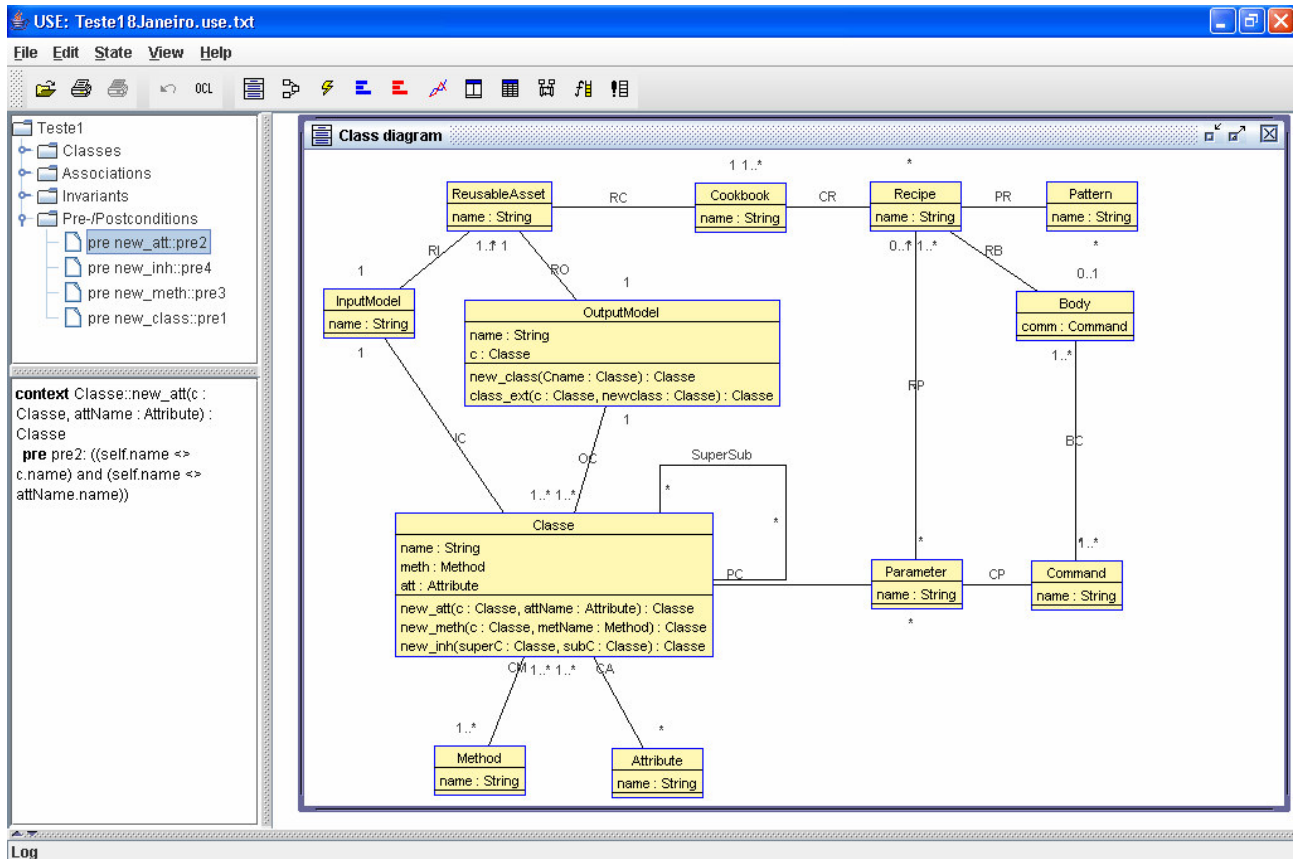 USE: Teste18Janeiro.use.txt
File Edit State View Help
OCL
Teste1
Classes
Associations
Invariants
Pre-/Postconditions
pre new_att::pre2
pre new_inh::pre4
pre new_meth::pre3
pre new_class::pre1
context Classe::new_att(c :
Classe, attName : Attribute) :
Classe
pre pre2: ((self.name <>
c.name) and (self.name <>
attName.name))
Class diagram
1 1..* *
ReusableAsset RC Cookbook CR Recipe PR Pattern
name : String name : String name : String name : String
RI 1..* 1 0..* 1..* RB *
1 RO 1 0..1
InputModel OutputModel Body
name : String name : String comm : Command
c : Classe
1 1..*
new_class(Cname : Classe) : Classe
class_ext(c : Classe, newclass : Classe) : Classe
RP
1
IC OC SuperSub BC
1..* 1..* *
Classe *
name : String * 1..*
meth : Method
att : Attribute PC Parameter CP Command
name : String name : String
new_att(c : Classe, attName : Attribute) : Classe
new_meth(c : Classe, metName : Method) : Classe *
new_inh(superC : Classe, subC : Classe) : Classe
CM 1..* 1..* CA
1..* *
Method Attribute
name : String name : String
Log